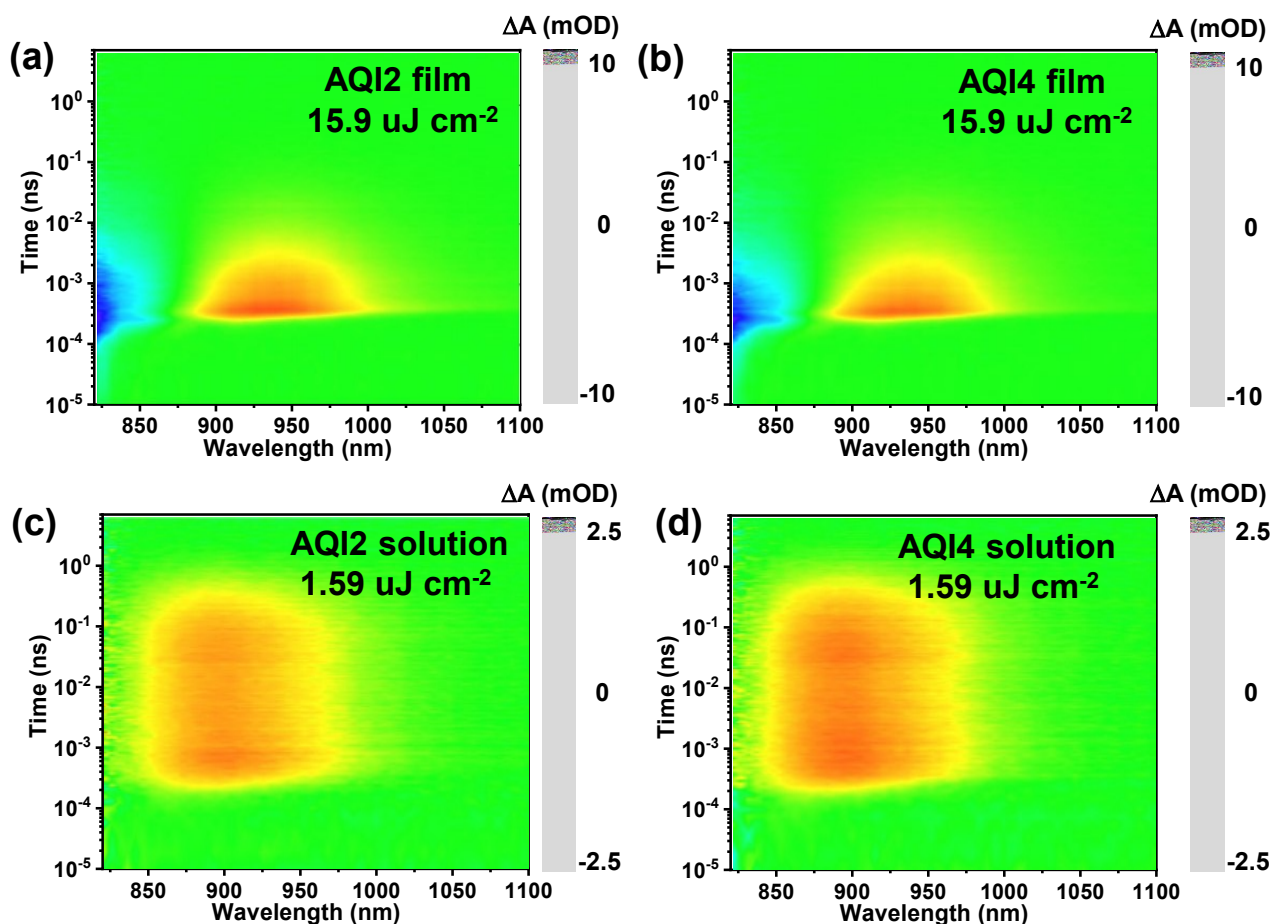 ΔA (mOD)
(a)
AQI2 film
15.9 uJ cm-2
10
0
-10
Time (ns)
10⁰
10-1
10-2
10-3
10-4
10-5
850 900 950 1000 1050 1100
Wavelength (nm)
ΔA (mOD)
(b)
AQI4 film
15.9 uJ cm-2
10
0
-10
Time (ns)
10⁰
10-1
10-2
10-3
10-4
10-5
850 900 950 1000 1050 1100
Wavelength (nm)
ΔA (mOD)
(c)
AQI2 solution
1.59 uJ cm-2
2.5
0
-2.5
Time (ns)
10⁰
10-1
10-2
10-3
10-4
10-5
850 900 950 1000 1050 1100
Wavelength (nm)
ΔA (mOD)
(d)
AQI4 solution
1.59 uJ cm-2
2.5
0
-2.5
Time (ns)
10⁰
10-1
10-2
10-3
10-4
10-5
850 900 950 1000 1050 1100
Wavelength (nm)